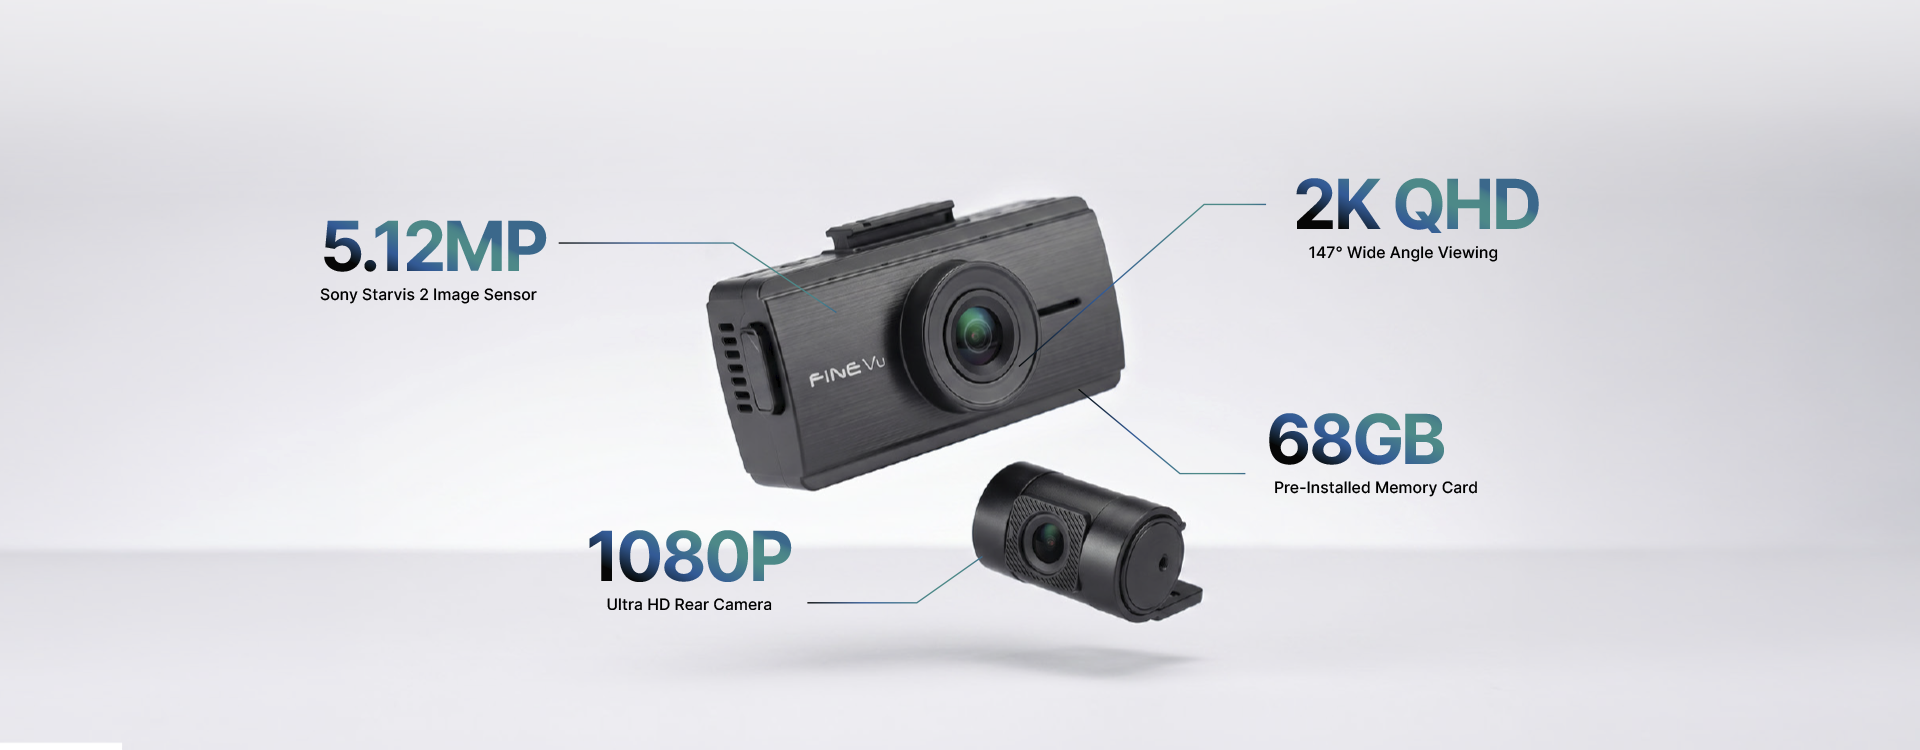 5.12MP
Sony Starvis 2 Image Sensor
2K QHD
147° Wide Angle Viewing
FINEVu
68GB
Pre-Installed Memory Card
1080P
Ultra HD Rear Camera